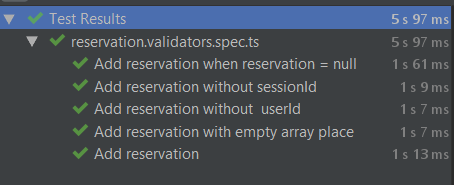 Test Results 5 s 97 ms
reservation.validators.spec.ts 5 s 97 ms
Add reservation when reservation = null 1 s 61 ms
Add reservation without sessionId 1 s 9 ms
Add reservation without userId 1 s 7 ms
Add reservation with empty array place 1 s 7 ms
Add reservation 1 s 13 ms